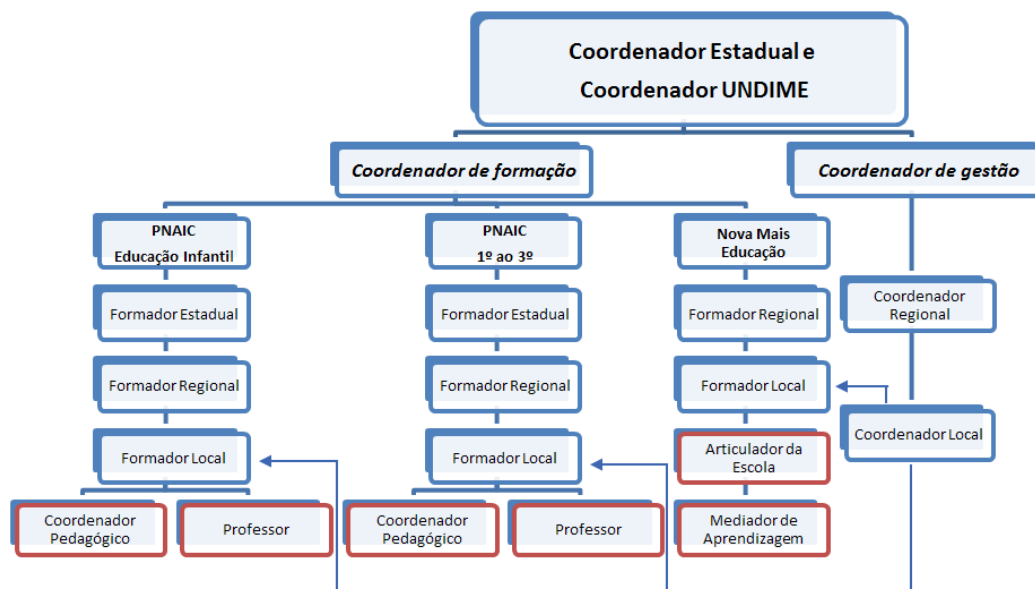 Coordenador Estadual e
Coordenador UNDIME
Coordenador de formação
Coordenador de gestão
PNAIC
Educação Infantil
PNAIC
1º ao 3º
Nova Mais
Educação
Formador Estadual
Formador Estadual
Formador Regional
Coordenador
Regional
Formador Regional
Formador Regional
Formador Local
Formador Local
Formador Local
Articulador da
Escola
Coordenador Local
Coordenador
Pedagógico
Professor
Coordenador
Pedagógico
Professor
Mediador de
Aprendizagem